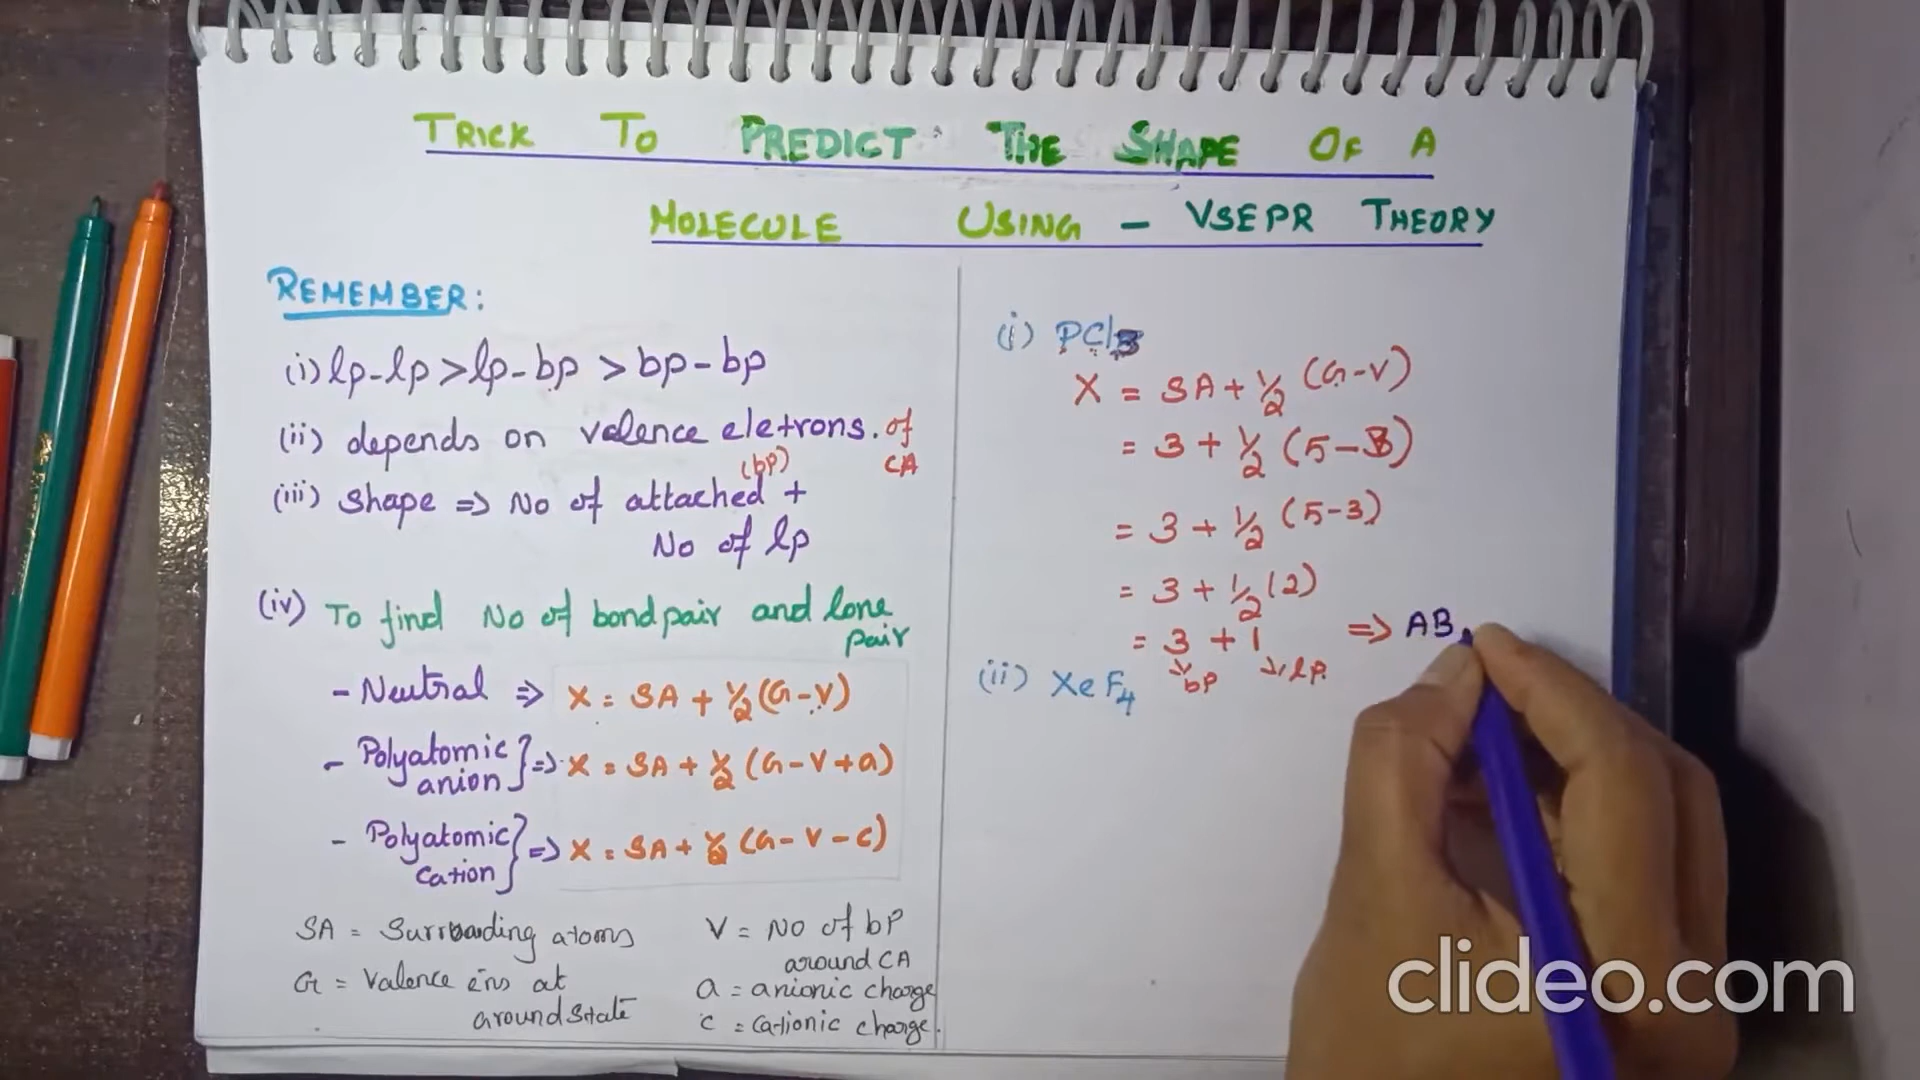 TRICK TO PREDICT THE SHAPE OF A
MOLECULE USING - VSEPR THEORY
REMEMBER:
(i) lp-lp > lp-bp > bp-bp
(ii) depends on valence eletrons. of
CA
(bp)
(iii) Shape => No of attached +
No of lp
(iv) To find No of bondpair and lone
pair
- Neutral => X = SA + 1/2 (G-V)
- Polyatomic
anion } => X = SA + 1/2 (G-V+a)
- Polyatomic
Cation } => X = SA + 1/2 (G-V-C)
SA = Surrounding atoms
G = Valence e⁻ns at
Ground State
V = No of bP
around CA
a = anionic charge
C = Cationic charge.
(i) PCl3
X = SA + 1/2 (G-V)
= 3 + 1/2 (5-3)
= 3 + 1/2 (5-3)
= 3 + 1/2 (2)
= 3 + 1 => AB
bp lp.
(ii) XeF4
clideo.com